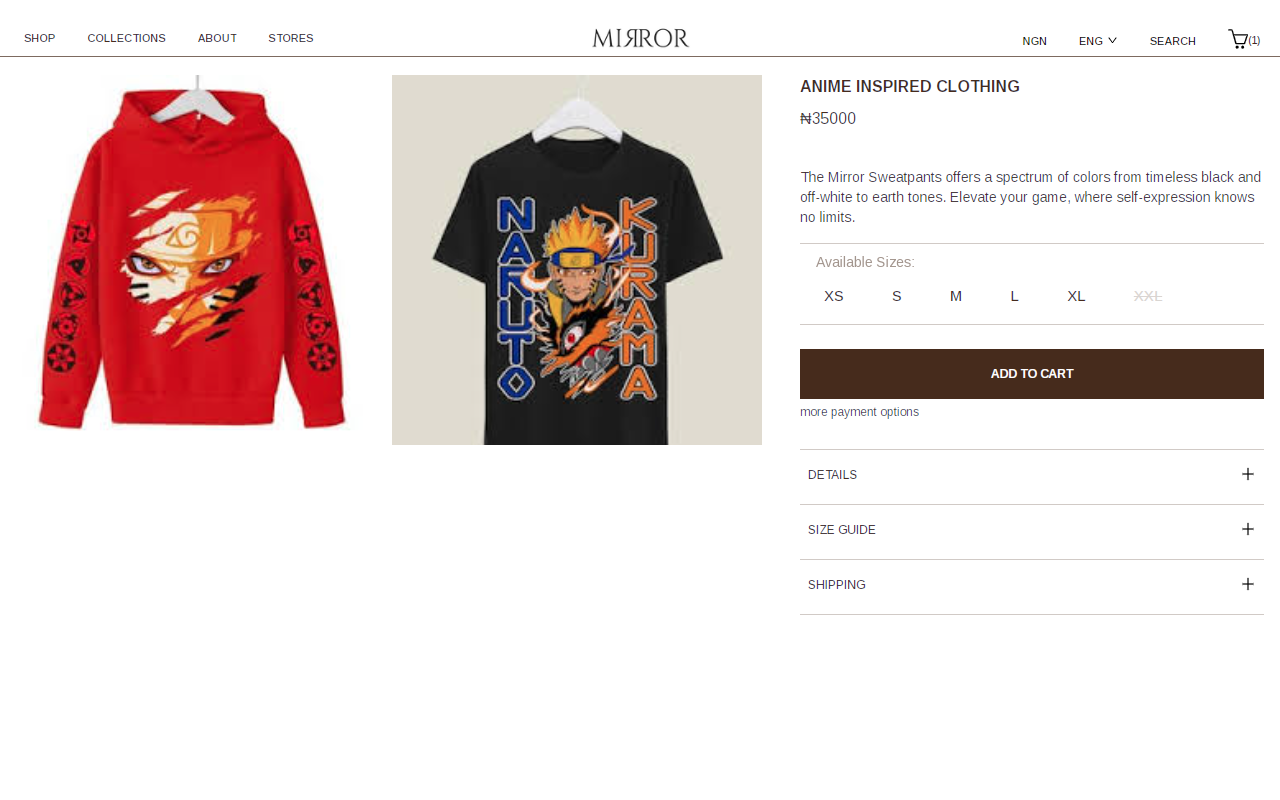 SHOP COLLECTIONS ABOUT STORES MIЯROR NGN ENG SEARCH (1)
NARUTO
KURAMA
ANIME INSPIRED CLOTHING
₦35000
The Mirror Sweatpants offers a spectrum of colors from timeless black and
off-white to earth tones. Elevate your game, where self-expression knows
no limits.
Available Sizes:
XS S M L XL XXL
ADD TO CART
more payment options
DETAILS
SIZE GUIDE
SHIPPING